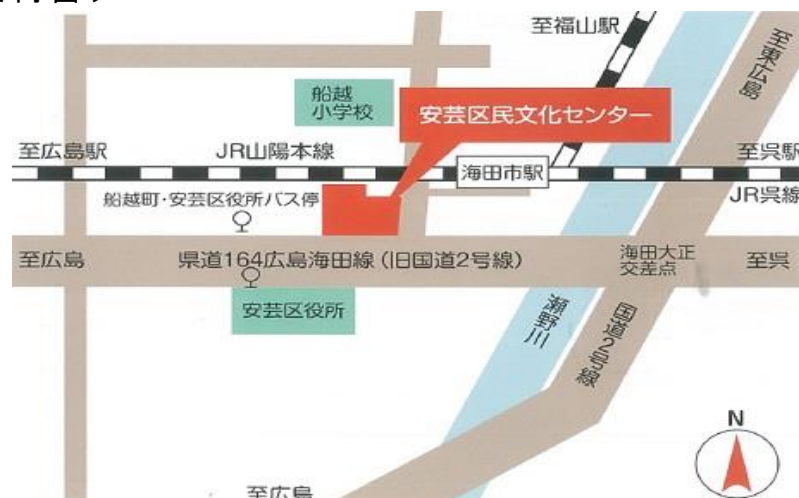 至福山駅
至東広島
船越
小学校
安芸区民文化センター
至広島駅
JR山陽本線
海田市駅
至呉駅
JR呉線
船越町・安芸区役所バス停
至広島
県道164広島海田線(旧国道2号線)
海田大正
交差点
至呉
安芸区役所
瀬野川
国道2号線
N
至広島